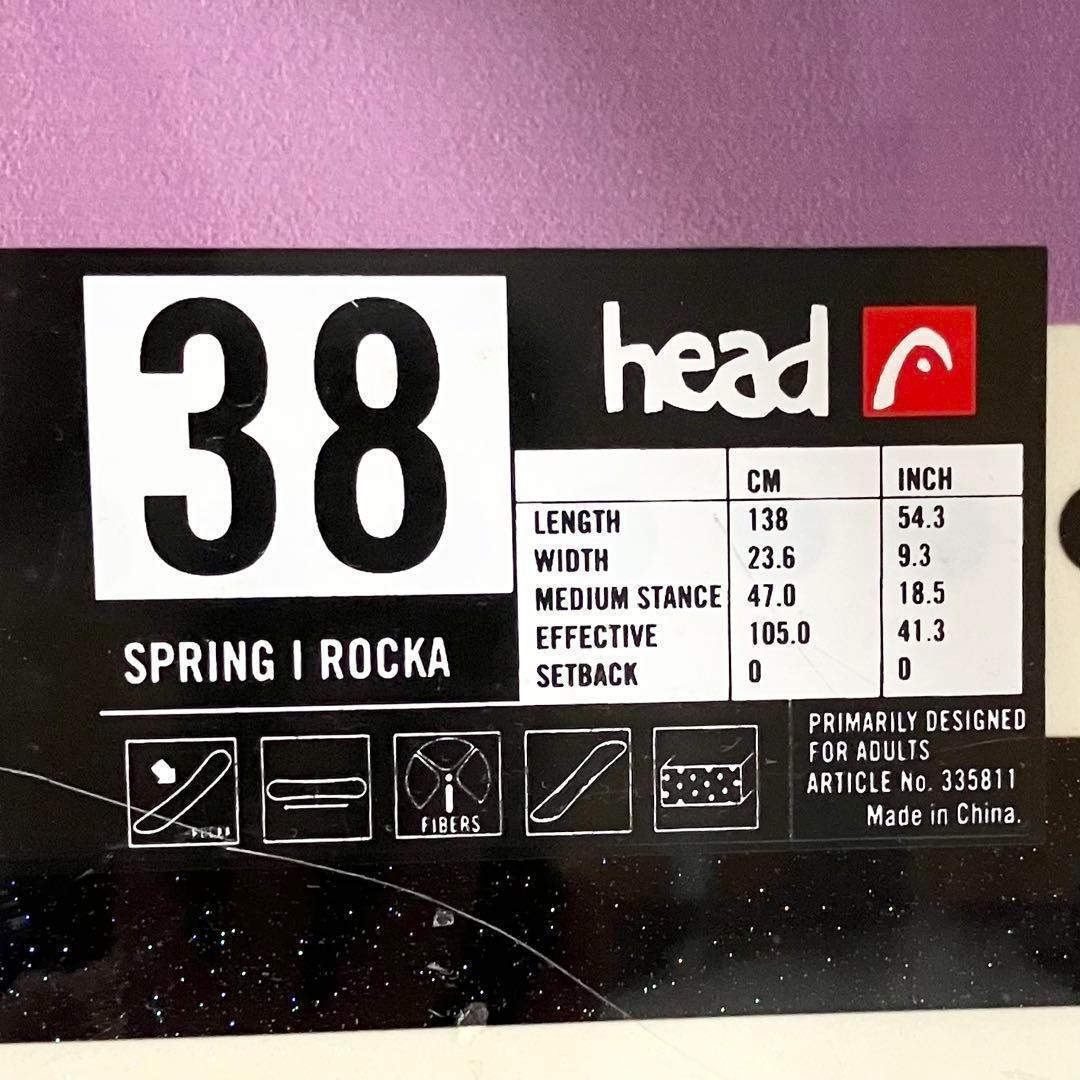 38
head
CM INCH
LENGTH 138 54.3
WIDTH 23.6 9.3
MEDIUM STANCE 47.0 18.5
EFFECTIVE 105.0 41.3
SETBACK 0 0
SPRING I ROCKA
FIBERS
PRIMARILY DESIGNED
FOR ADULTS
ARTICLE No. 335811
Made in China.